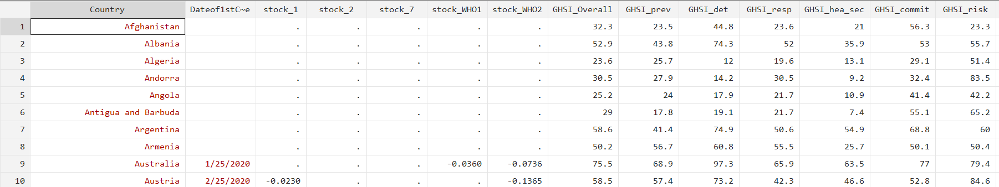 Country Dateof1stC~e stock_1 stock_2 stock_7 stock_WHO1 stock_WHO2 GHSI_Overall GHSI_prev GHSI_det GHSI_resp GHSI_hea_sec GHSI_commit GHSI_risk
1 Afghanistan . . . . . 32.3 23.5 44.8 23.6 21 56.3 23.3
2 Albania . . . . . 52.9 43.8 74.3 52 35.9 53 55.7
3 Algeria . . . . . 23.6 25.7 12 19.6 13.1 29.1 51.4
4 Andorra . . . . . 30.5 27.9 14.2 30.5 9.2 32.4 83.5
5 Angola . . . . . 25.2 24 17.9 21.7 10.9 41.4 42.2
6 Antigua and Barbuda . . . . . 29 17.8 19.1 21.7 7.4 55.1 65.2
7 Argentina . . . . . 58.6 41.4 74.9 50.6 54.9 68.8 60
8 Armenia . . . . . 50.2 56.7 60.8 55.5 25.7 50.1 50.4
9 Australia 1/25/2020 . . . -0.0360 -0.0736 75.5 68.9 97.3 65.9 63.5 77 79.4
10 Austria 2/25/2020 -0.0230 . . . -0.1365 58.5 57.4 73.2 42.3 46.6 52.8 84.6